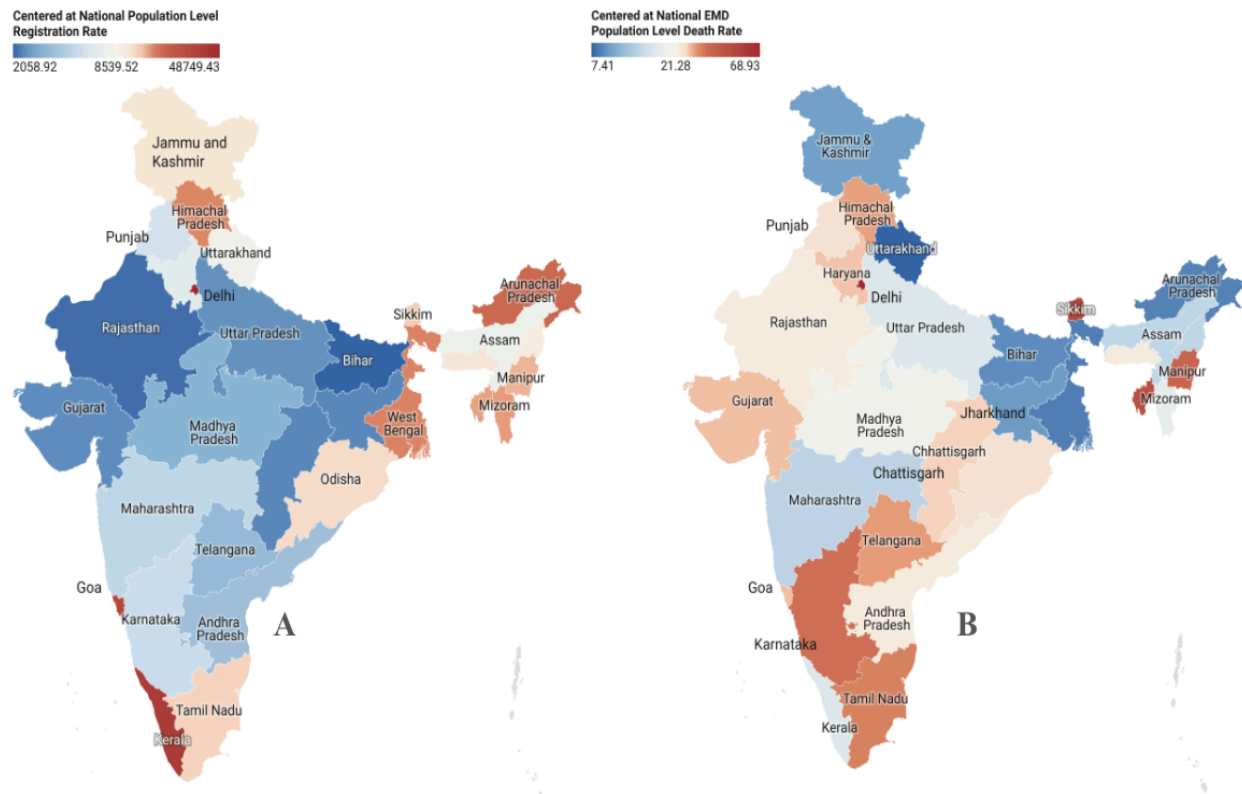 Centered at National Population Level
Registration Rate
2058.92 8539.52 48749.43
Jammu and
Kashmir
Himachal
Pradesh
Punjab
Uttarakhand
Delhi
Rajasthan
Uttar Pradesh
Bihar
Sikkim
Arunachal
Pradesh
Assam
Manipur
Mizoram
Gujarat
Madhya
Pradesh
West
Bengal
Odisha
Maharashtra
Telangana
Goa
Karnataka
Andhra
Pradesh
A
Tamil Nadu
Kerala
Centered at National EMD
Population Level Death Rate
7.41 21.28 68.93
Jammu &
Kashmir
Himachal
Pradesh
Punjab
Uttarakhand
Haryana
Delhi
Rajasthan
Uttar Pradesh
Bihar
Sikkim
Arunachal
Pradesh
Assam
Manipur
Mizoram
Gujarat
Madhya
Pradesh
Jharkhand
Chhattisgarh
Chattisgarh
Maharashtra
Telangana
Goa
Andhra
Pradesh
Karnataka
B
Tamil Nadu
Kerala